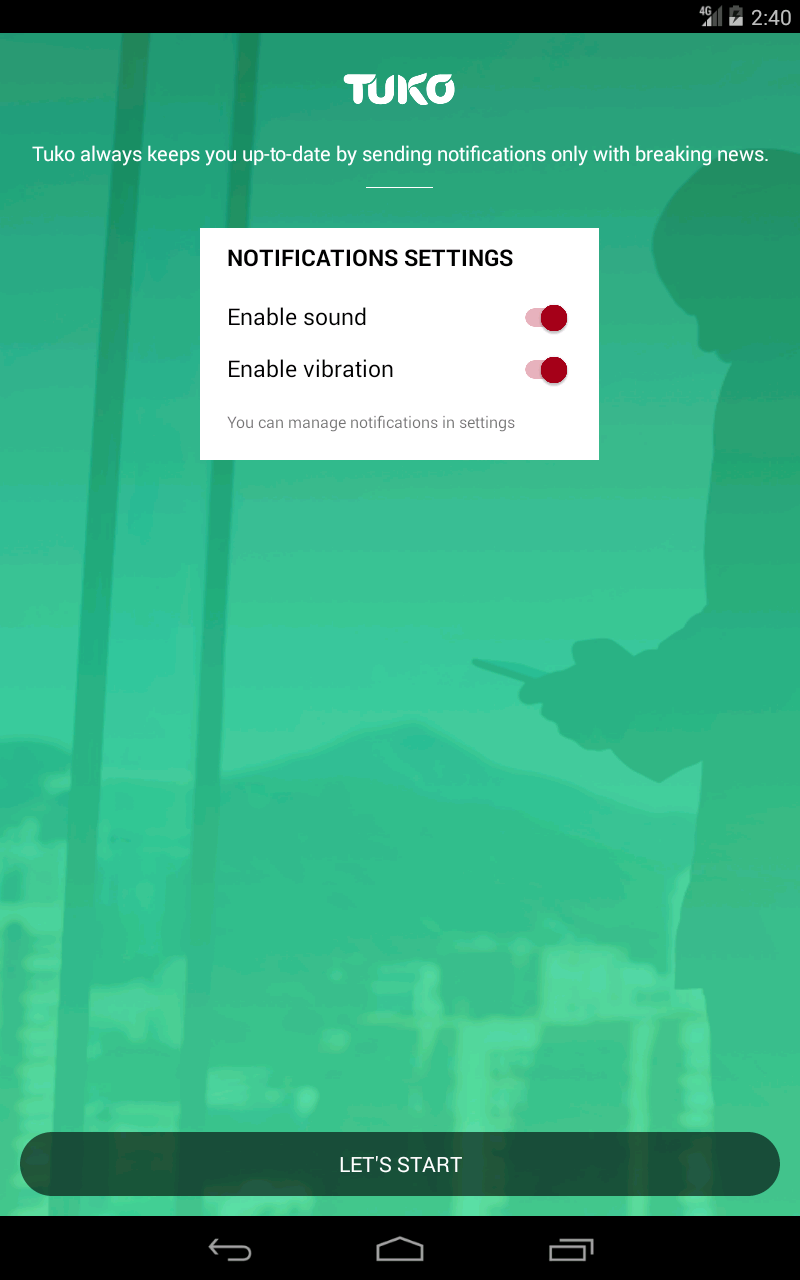 4G 2:40
TUKO
Tuko always keeps you up-to-date by sending notifications only with breaking news.
NOTIFICATIONS SETTINGS
Enable sound
Enable vibration
You can manage notifications in settings
LET'S START